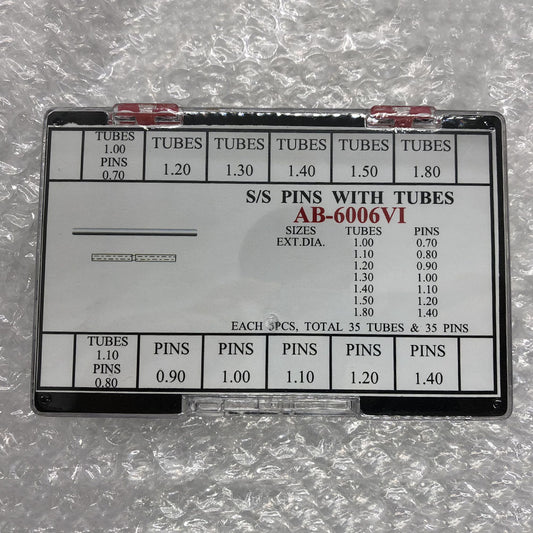 TUBES
1.00
PINS
0.70
TUBES
1.20
TUBES
1.30
TUBES
1.40
TUBES
1.50
TUBES
1.80
S/S PINS WITH TUBES
AB-6006VI
SIZES TUBES PINS
EXT.DIA. 1.00 0.70
1.10 0.80
1.20 0.90
1.30 1.00
1.40 1.10
1.50 1.20
1.80 1.40
EACH 5PCS, TOTAL 35 TUBES & 35 PINS
TUBES
1.10
PINS
0.80
PINS
0.90
PINS
1.00
PINS
1.10
PINS
1.20
PINS
1.40